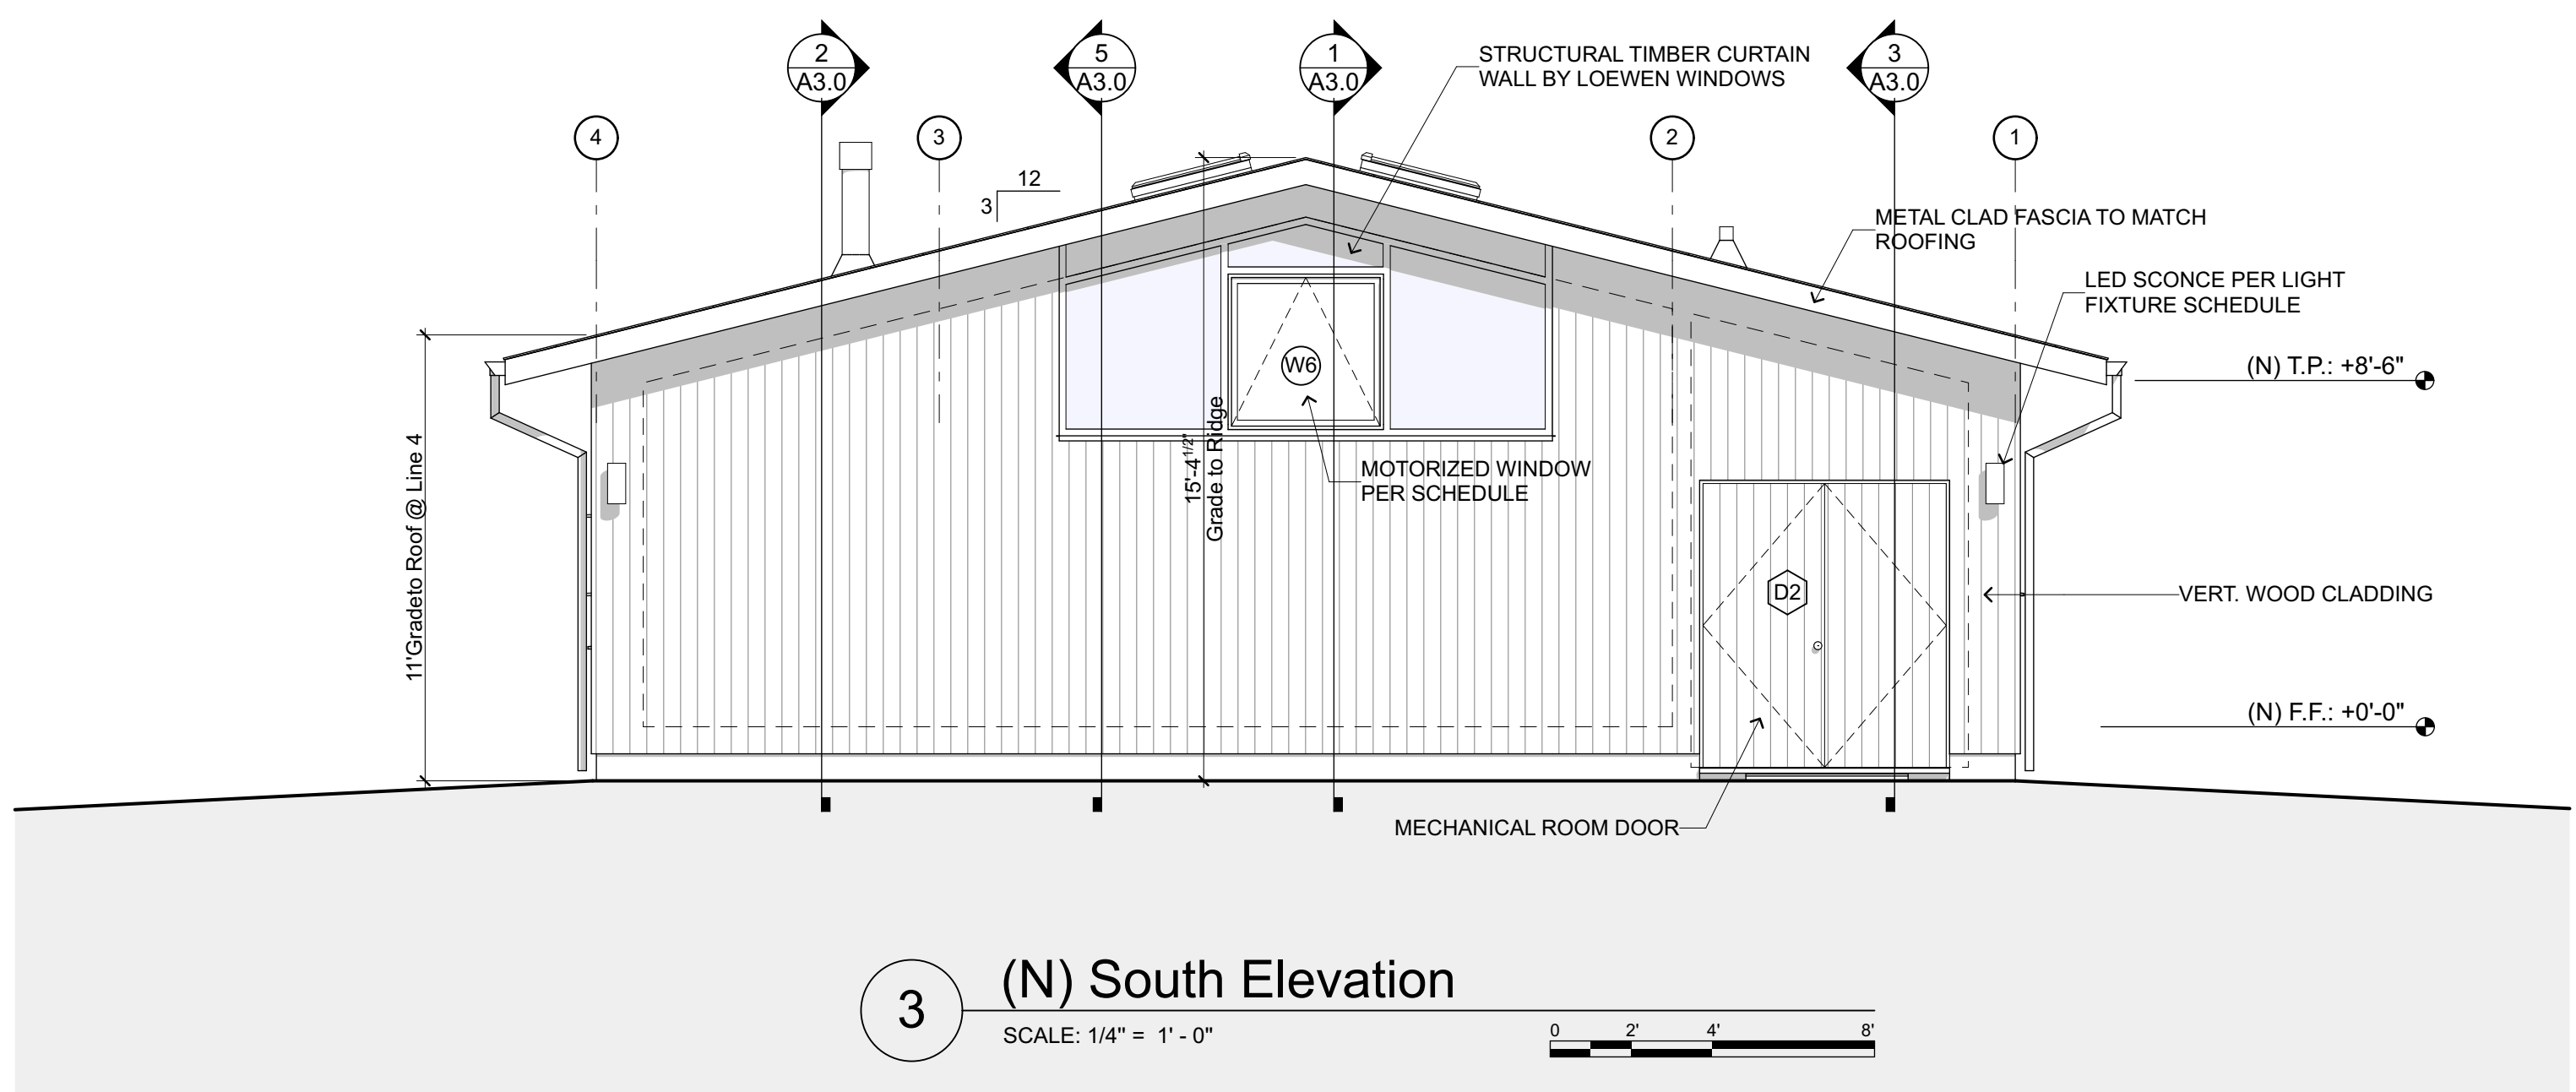 2
A3.0
5
A3.0
1
A3.0
3
A3.0
STRUCTURAL TIMBER CURTAIN
WALL BY LOEWEN WINDOWS
4
3
2
1
12
3
METAL CLAD FASCIA TO MATCH
ROOFING
LED SCONCE PER LIGHT
FIXTURE SCHEDULE
(N) T.P.: +8'-6"
W6
11'Gradeto Roof @ Line 4
15'-4 1/2"
Grade to Ridge
MOTORIZED WINDOW
PER SCHEDULE
D2
VERT. WOOD CLADDING
(N) F.F.: +0'-0"
MECHANICAL ROOM DOOR
3
(N) South Elevation
SCALE: 1/4" = 1' - 0"
0 2' 4' 8'